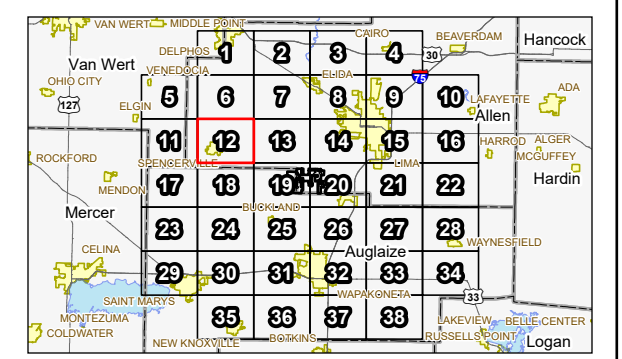 VAN WERT
MIDDLE POINT
CAIRO
BEAVERDAM
Hancock
DELPHOS
1
2
3
4
30
Van Wert
VENEDOCIA
ELIDA
75
OHIO CITY
ADA
127
ELGIN
5
6
7
8
9
10
LAFAYETTE
Allen
11
12
13
14
15
16
HARROD
ALGER
ROCKFORD
SPENCERVILLE
LIMA
MCGUFFEY
MENDON
17
18
19
20
21
22
Hardin
Mercer
BUCKLAND
23
24
25
26
27
28
WAYNESFIELD
CELINA
Auglaize
29
30
31
32
33
34
SAINT MARYS
WAPAKONETA
33
MONTEZUMA
35
36
37
38
LAKEVIEW
BELLE CENTER
COLDWATER
NEW KNOXVILLE
BOTKINS
RUSSELLS POINT
Logan